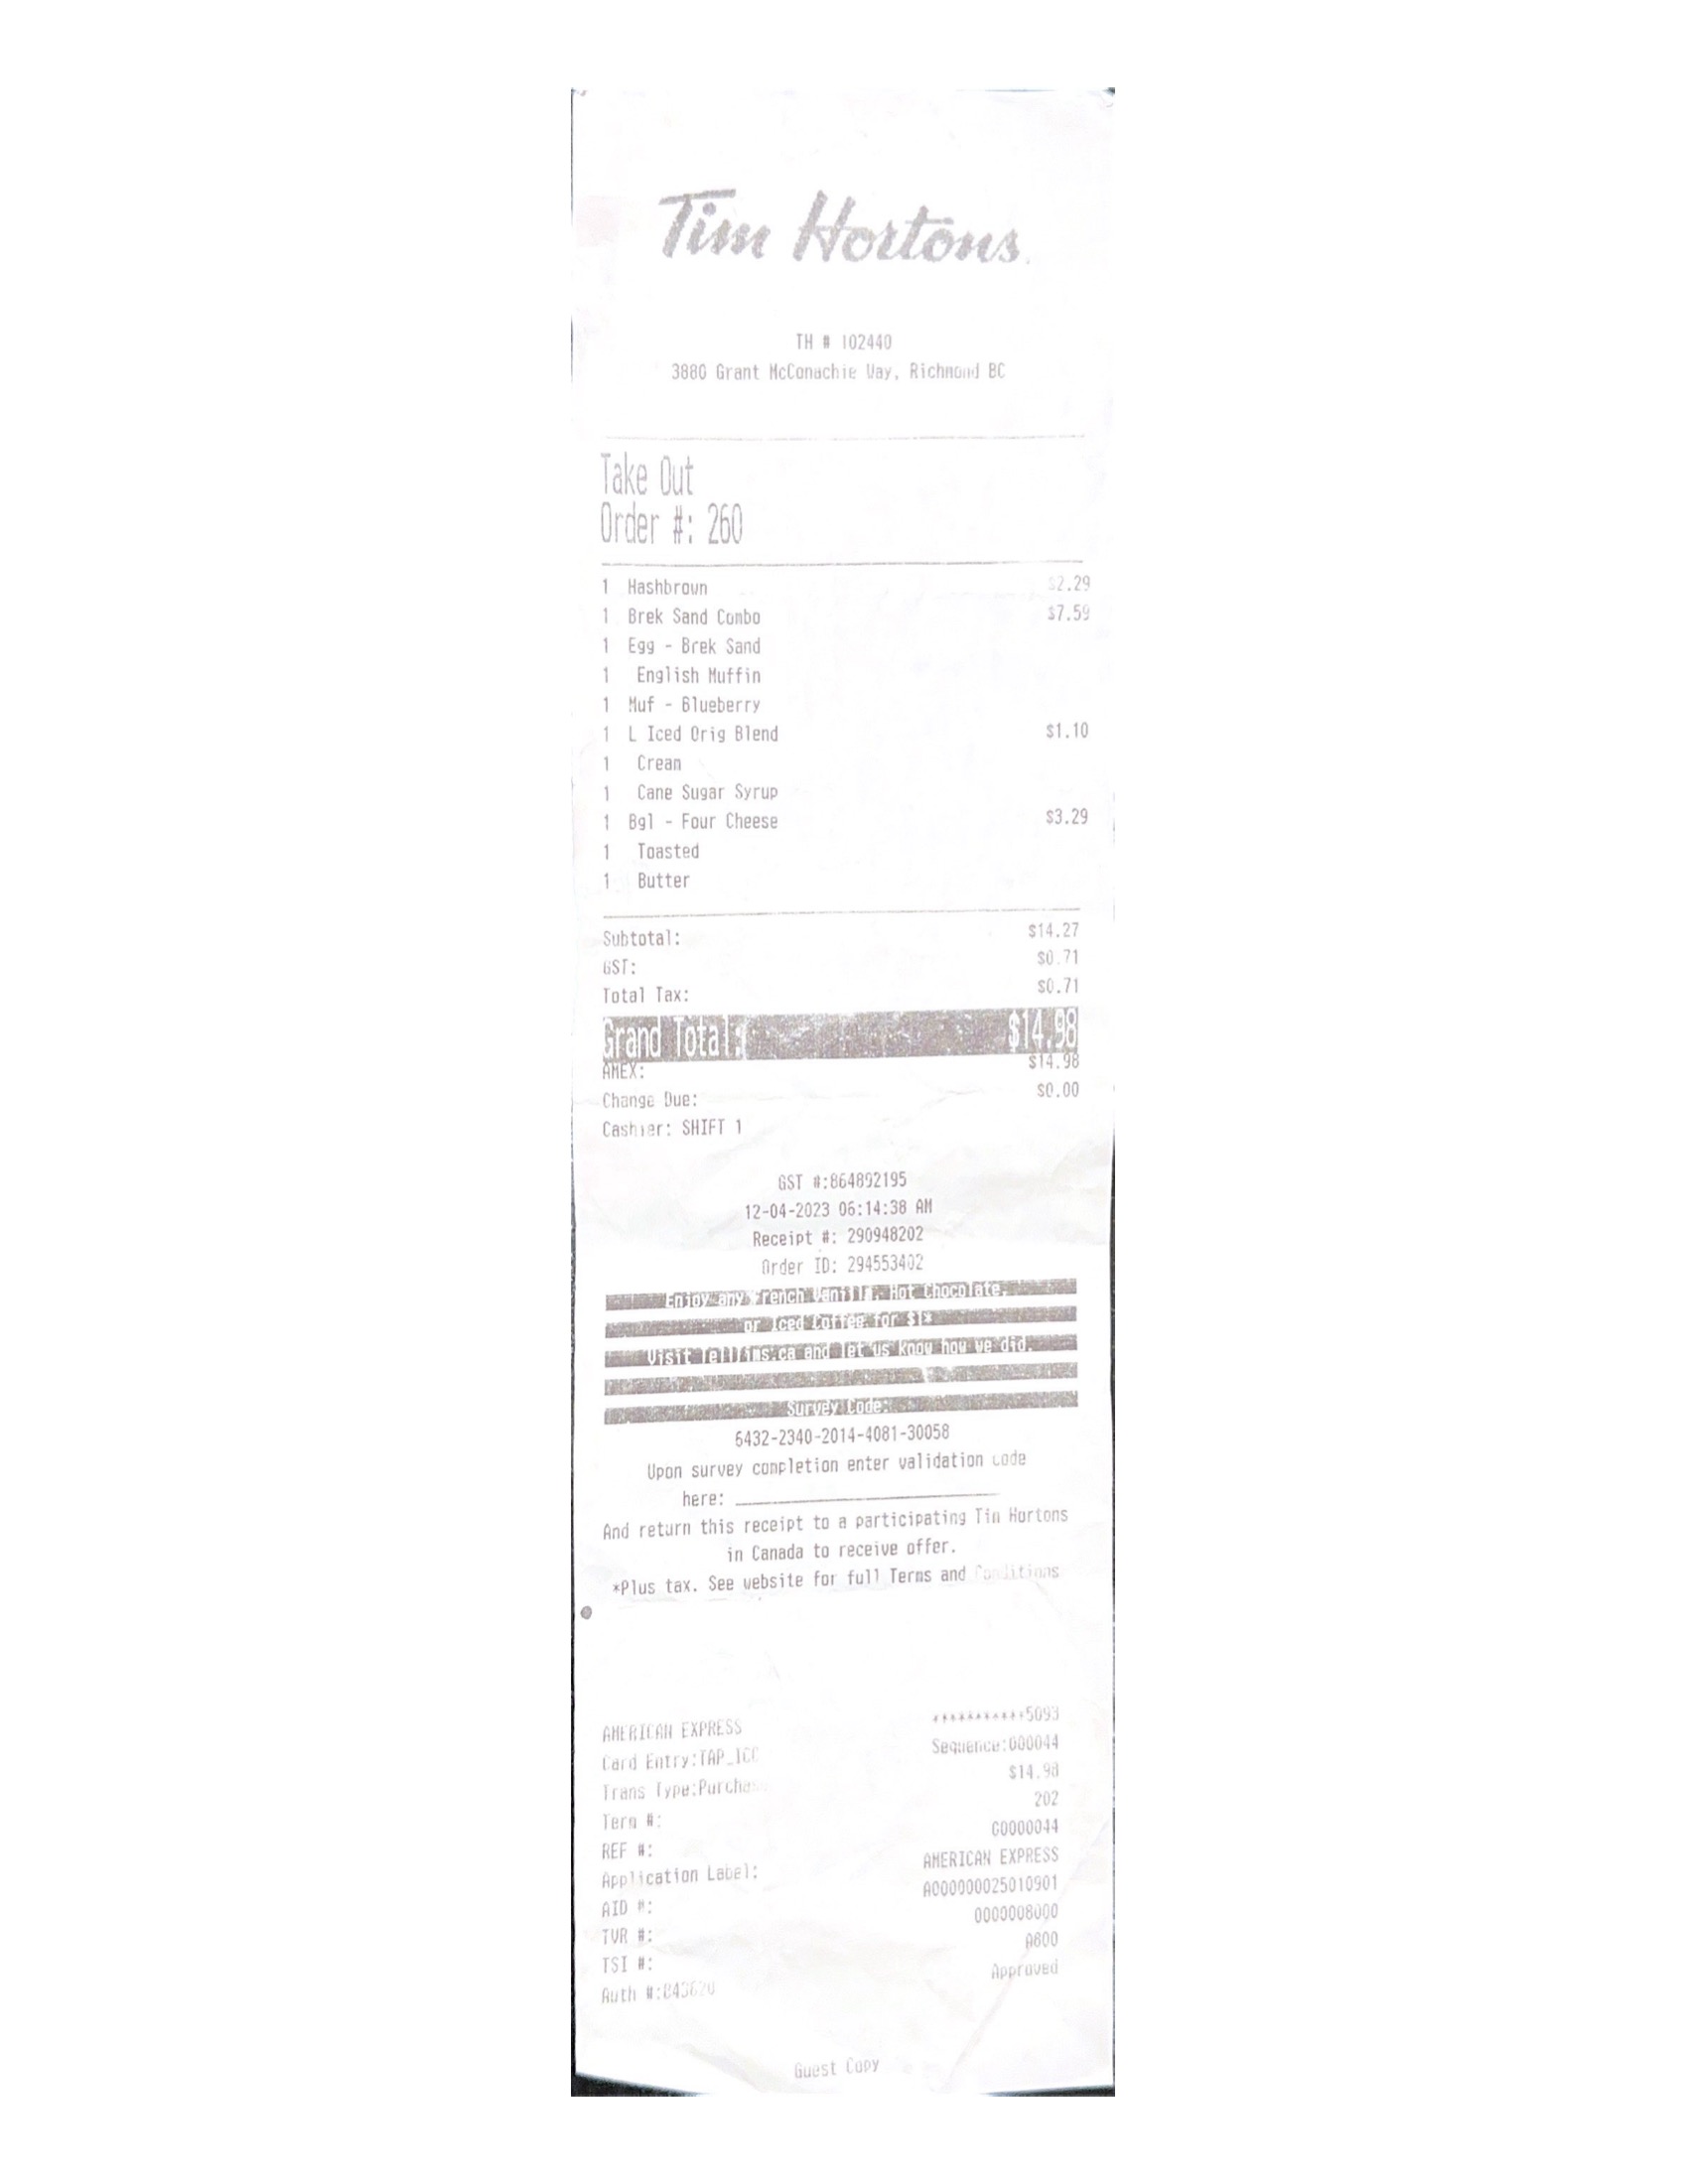 Tim Hortons.
TH # 102440
3880 Grant McConachie Way, Richmond BC
Take Out
Order #: 260
1 Hashbrown $2.29
1 Brek Sand Combo $7.59
1 Egg - Brek Sand
1 English Muffin
1 Muf - Blueberry
1 L Iced Orig Blend $1.10
1 Cream
1 Cane Sugar Syrup
1 Bgl - Four Cheese $3.29
1 Toasted
1 Butter
Subtotal: $14.27
GST: $0.71
Total Tax: $0.71
Grand Total: $14.98
AMEX: $14.98
Change Due: $0.00
Cashier: SHIFT 1
GST #:864892195
12-04-2023 06:14:38 AM
Receipt #: 290948202
Order ID: 294553402
Enjoy any French Vanilla, Hot Chocolate,
or Iced Coffee for $1*
Visit TellTims.ca and let us know how we did.
Survey Code:
6432-2340-2014-4081-30058
Upon survey completion enter validation code
here:
And return this receipt to a participating Tim Hortons
in Canada to receive offer.
*Plus tax. See website for full Terms and Conditions
AMERICAN EXPRESS ***********5093
Card Entry:TAP_ICC Sequence:000044
Trans Type:Purchase $14.98
Term #: 202
REF #: 00000044
Application Label: AMERICAN EXPRESS
AID #: A000000025010901
TVR #: 0000008000
TSI #:
Auth #: Approved
Guest Copy